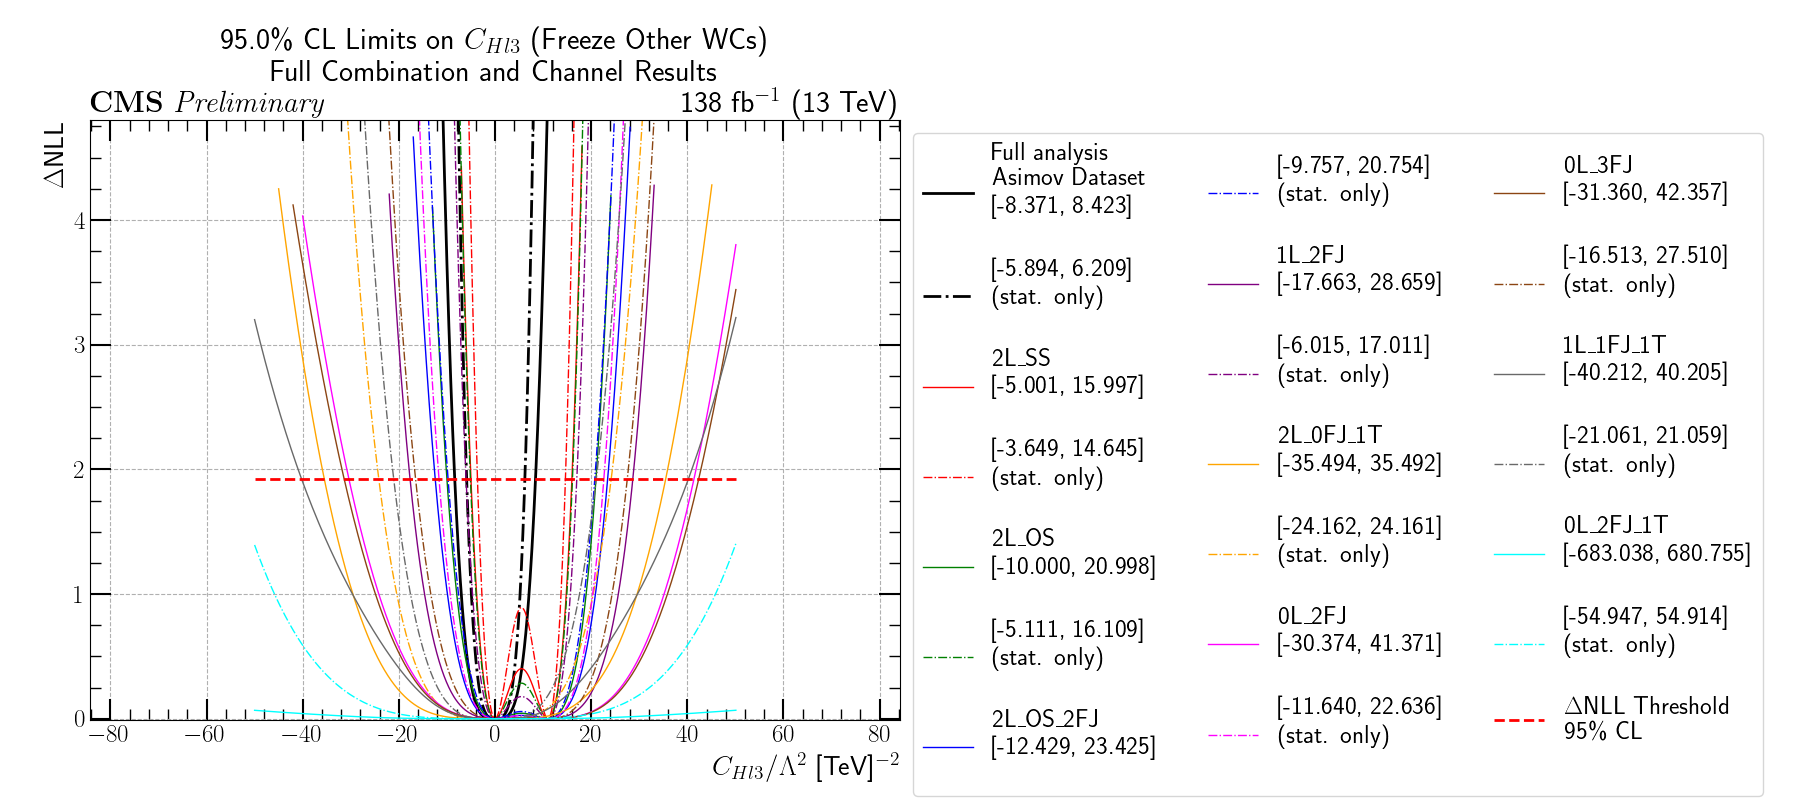 95.0% CL Limits on C_{Hl3} (Freeze Other WCs)
Full Combination and Channel Results
CMS Preliminary
138 fb^{-1} (13 TeV)
ΔNLL
4
3
2
1
0
−80
−60
−40
−20
0
20
40
60
80
C_{Hl3}/Λ^2 [TeV]^{-2}
Full analysis
Asimov Dataset
[-8.371, 8.423]
[-5.894, 6.209]
(stat. only)
2L_SS
[-5.001, 15.997]
[-3.649, 14.645]
(stat. only)
2L_OS
[-10.000, 20.998]
[-5.111, 16.109]
(stat. only)
2L_OS_2FJ
[-12.429, 23.425]
[-9.757, 20.754]
(stat. only)
1L_2FJ
[-17.663, 28.659]
[-6.015, 17.011]
(stat. only)
2L_0FJ_1T
[-35.494, 35.492]
[-24.162, 24.161]
(stat. only)
0L_2FJ
[-30.374, 41.371]
[-11.640, 22.636]
(stat. only)
0L_3FJ
[-31.360, 42.357]
[-16.513, 27.510]
(stat. only)
1L_1FJ_1T
[-40.212, 40.205]
[-21.061, 21.059]
(stat. only)
0L_2FJ_1T
[-683.038, 680.755]
[-54.947, 54.914]
(stat. only)
ΔNLL Threshold
95% CL